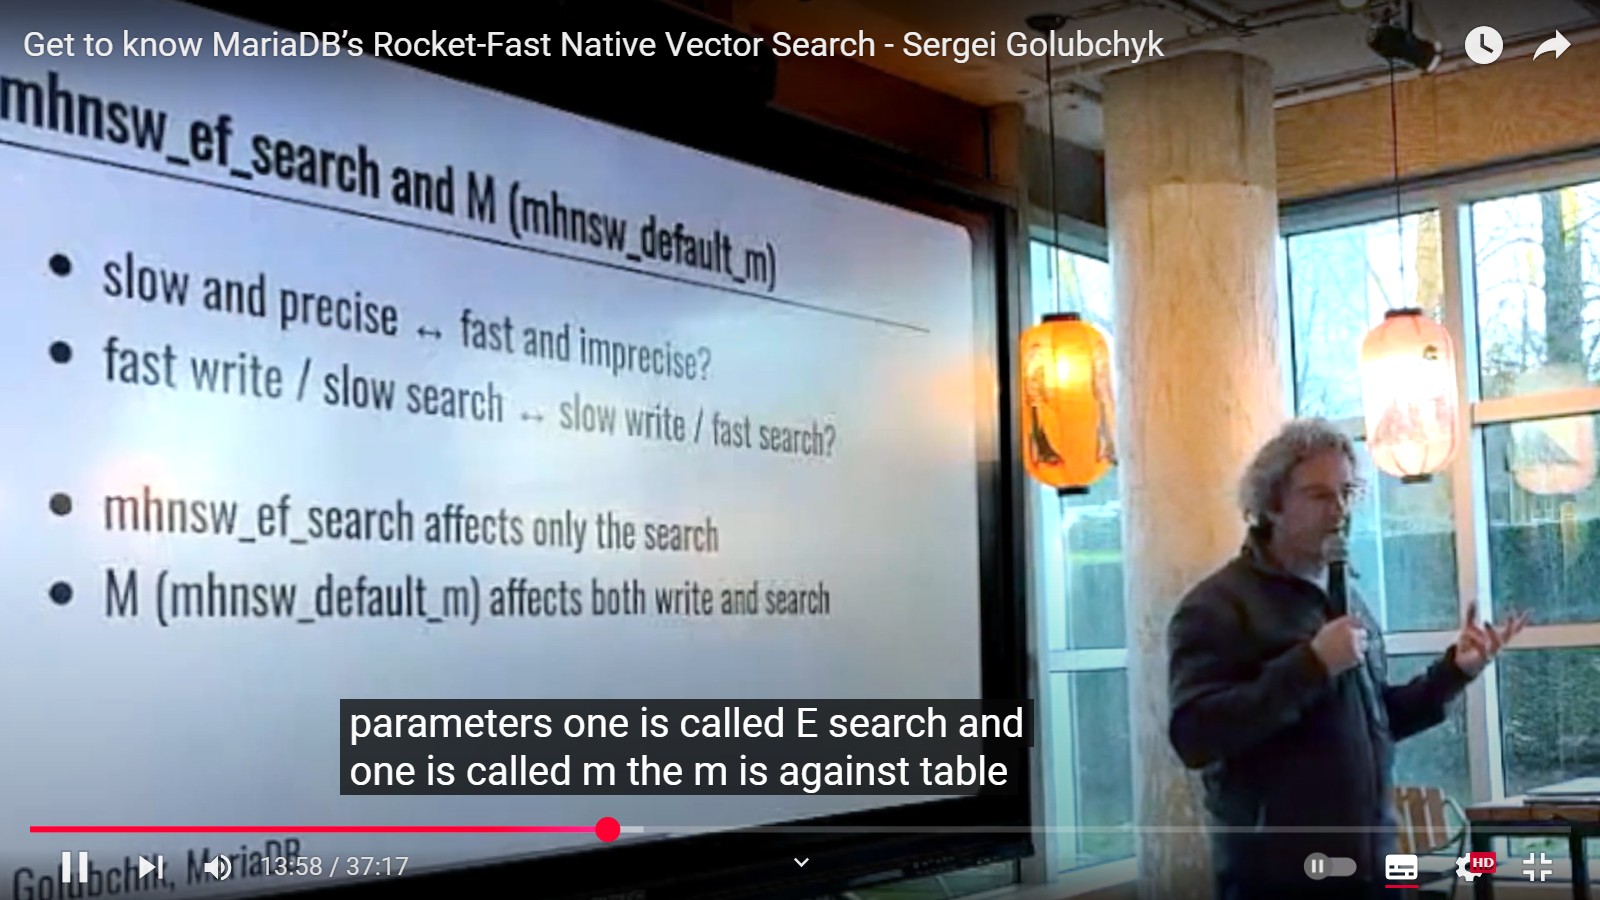 Get to know MariaDB’s Rocket-Fast Native Vector Search - Sergei Golubchyk
mhnsw_ef_search and M (mhnsw_default_m)
• slow and precise ↔ fast and imprecise?
• fast write / slow search ↔ slow write / fast search?
• mhnsw_ef_search affects only the search
• M (mhnsw_default_m) affects both write and search
parameters one is called E search and
one is called m the m is against table
Golubchik, MariaDB
13:58 / 37:17
HD